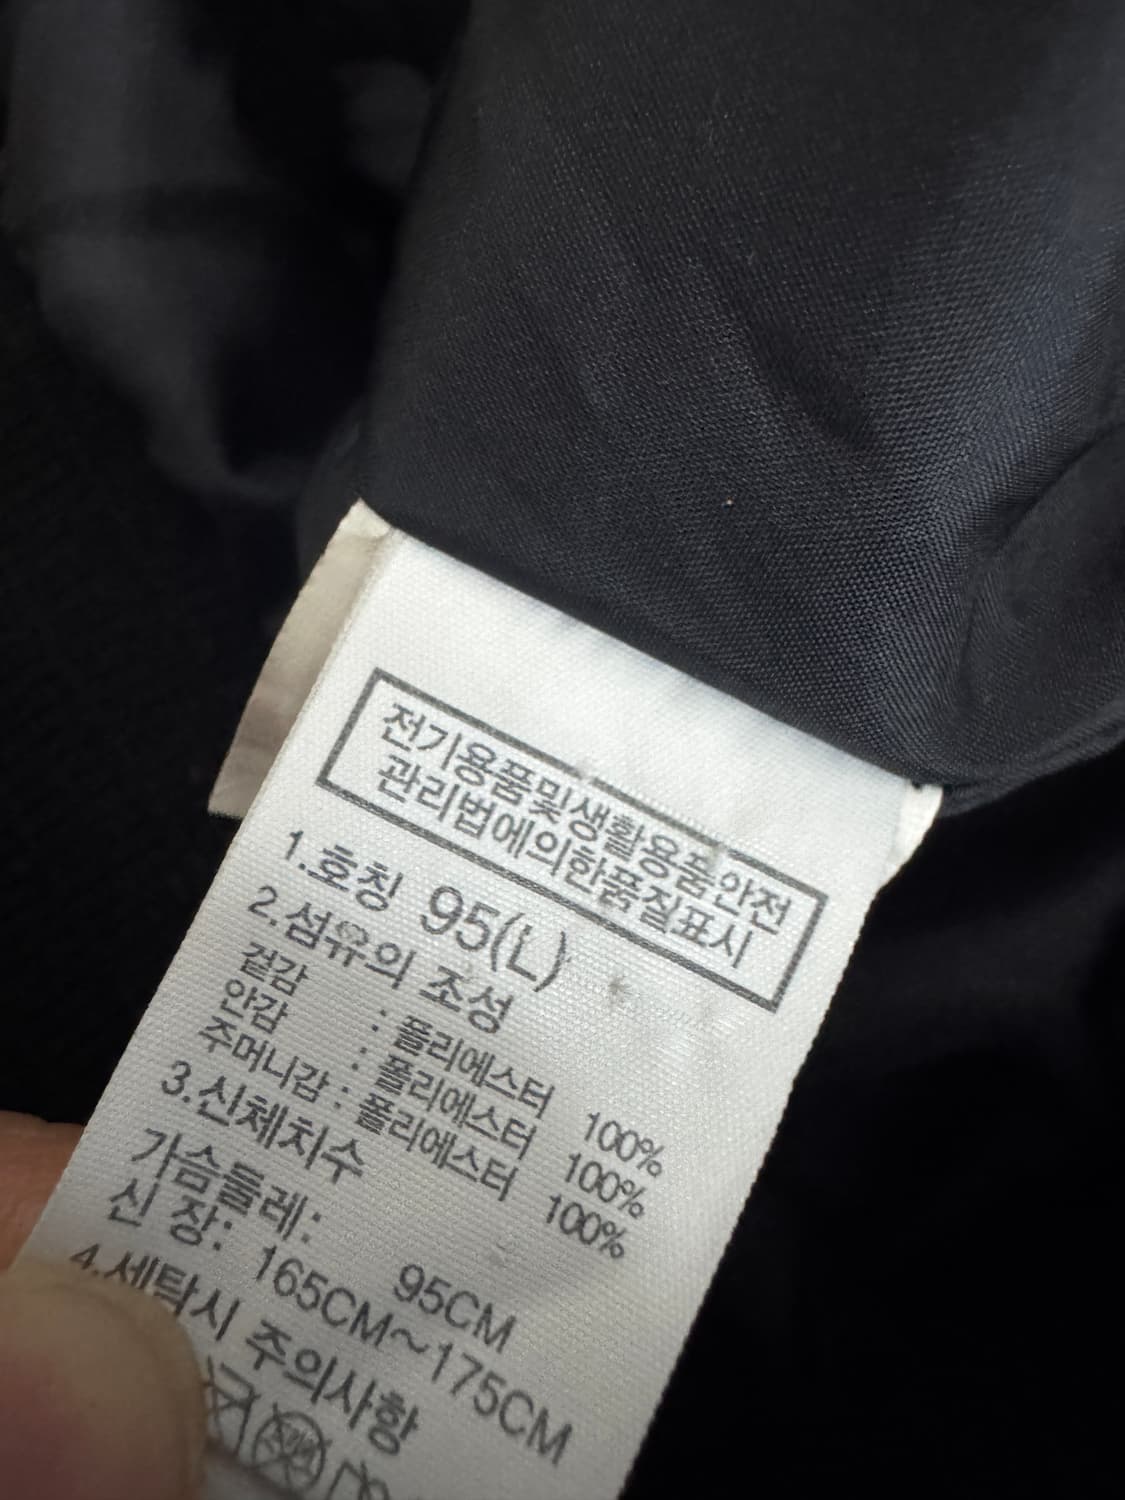 전기용품및생활용품안전
관리법에의한품질표시
1.호칭 95(L)
2.섬유의 조성
겉감 : 폴리에스터 100%
안감 : 폴리에스터 100%
주머니감 : 폴리에스터 100%
3.신체치수
가슴둘레: 95CM
신 장: 165CM~175CM
4.세탁시 주의사항